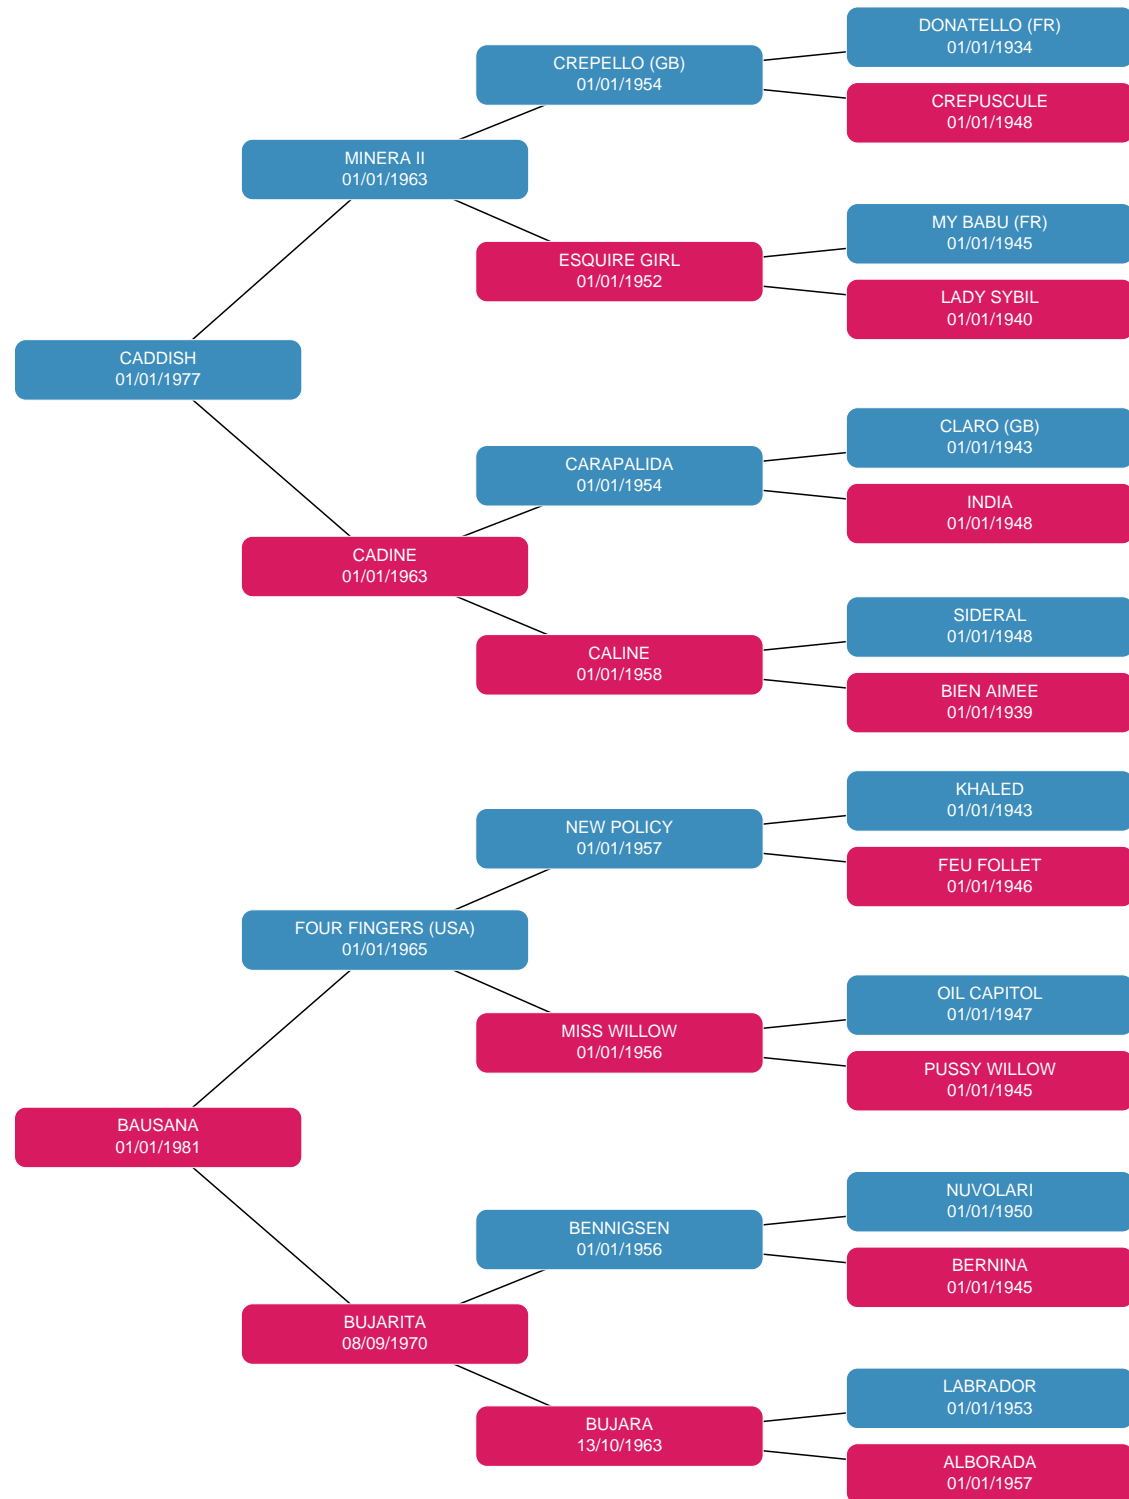 DONATELLO (FR)
01/01/1934
CREPELLO (GB)
01/01/1954
CREPUSCULE
01/01/1948
MINERA II
01/01/1963
MY BABU (FR)
01/01/1945
ESQUIRE GIRL
01/01/1952
LADY SYBIL
01/01/1940
CADDISH
01/01/1977
CLARO (GB)
01/01/1943
CARAPALIDA
01/01/1954
INDIA
01/01/1948
CADINE
01/01/1963
SIDERAL
01/01/1948
CALINE
01/01/1958
BIEN AIMEE
01/01/1939
KHALED
01/01/1943
NEW POLICY
01/01/1957
FEU FOLLET
01/01/1946
FOUR FINGERS (USA)
01/01/1965
OIL CAPITOL
01/01/1947
MISS WILLOW
01/01/1956
PUSSY WILLOW
01/01/1945
BAUSANA
01/01/1981
NUVOLARI
01/01/1950
BENNIGSEN
01/01/1956
BERNINA
01/01/1945
BUJARITA
08/09/1970
LABRADOR
01/01/1953
BUJARA
13/10/1963
ALBORADA
01/01/1957